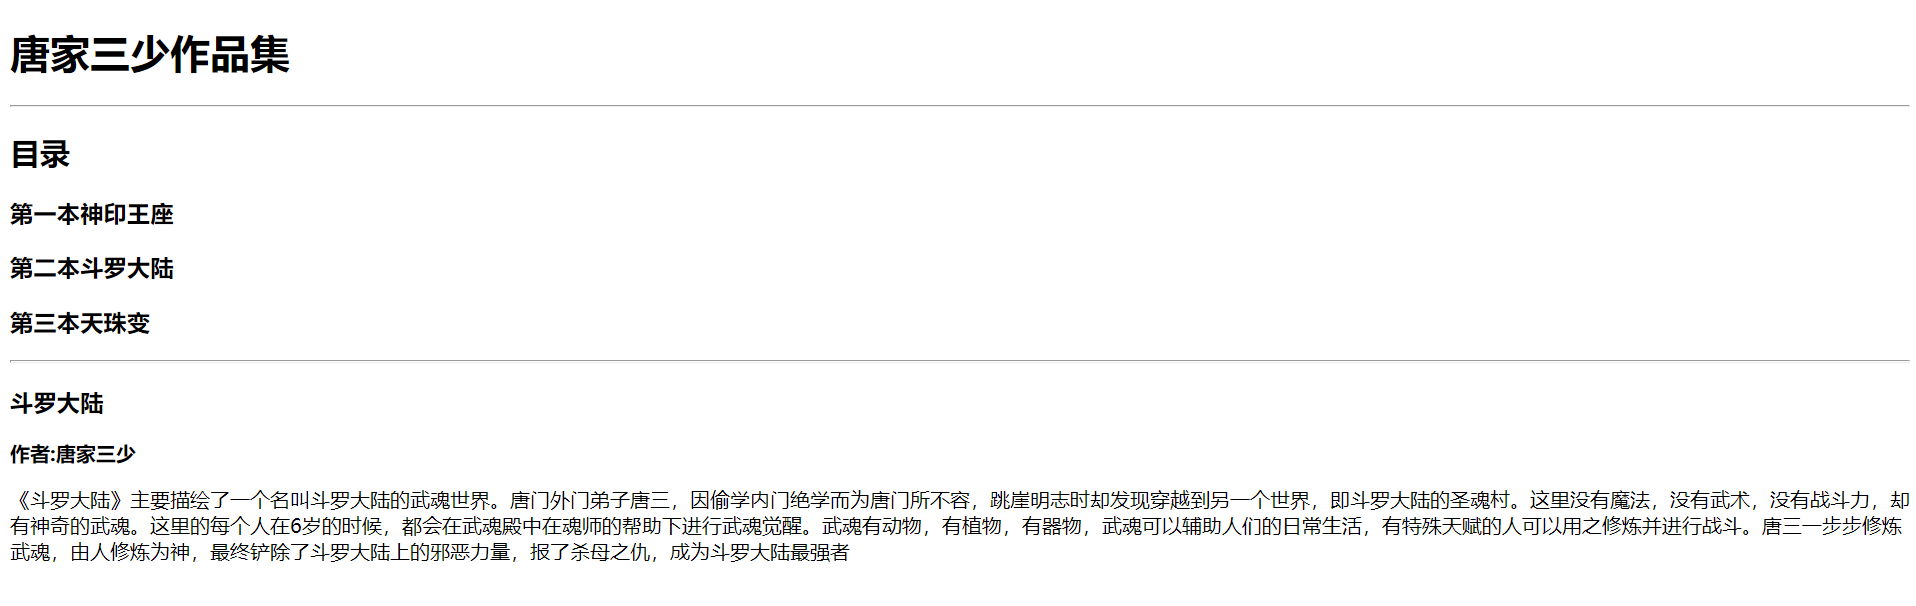 唐家三少作品集
目录
第一本神印王座
第二本斗罗大陆
第三本天珠变
斗罗大陆
作者:唐家三少
《斗罗大陆》主要描绘了一个名叫斗罗大陆的武魂世界。唐门外门弟子唐三，因偷学内门绝学而为唐门所不容，跳崖明志时却发现穿越到另一个世界，即斗罗大陆的圣魂村。这里没有魔法，没有武术，没有战斗力，却
有神奇的武魂。这里的每个人在6岁的时候，都会在武魂殿中在魂师的帮助下进行武魂觉醒。武魂有动物，有植物，有器物，武魂可以辅助人们的日常生活，有特殊天赋的人可以用之修炼并进行战斗。唐三一步步修炼
武魂，由人修炼为神，最终铲除了斗罗大陆上的邪恶力量，报了杀母之仇，成为斗罗大陆最强者